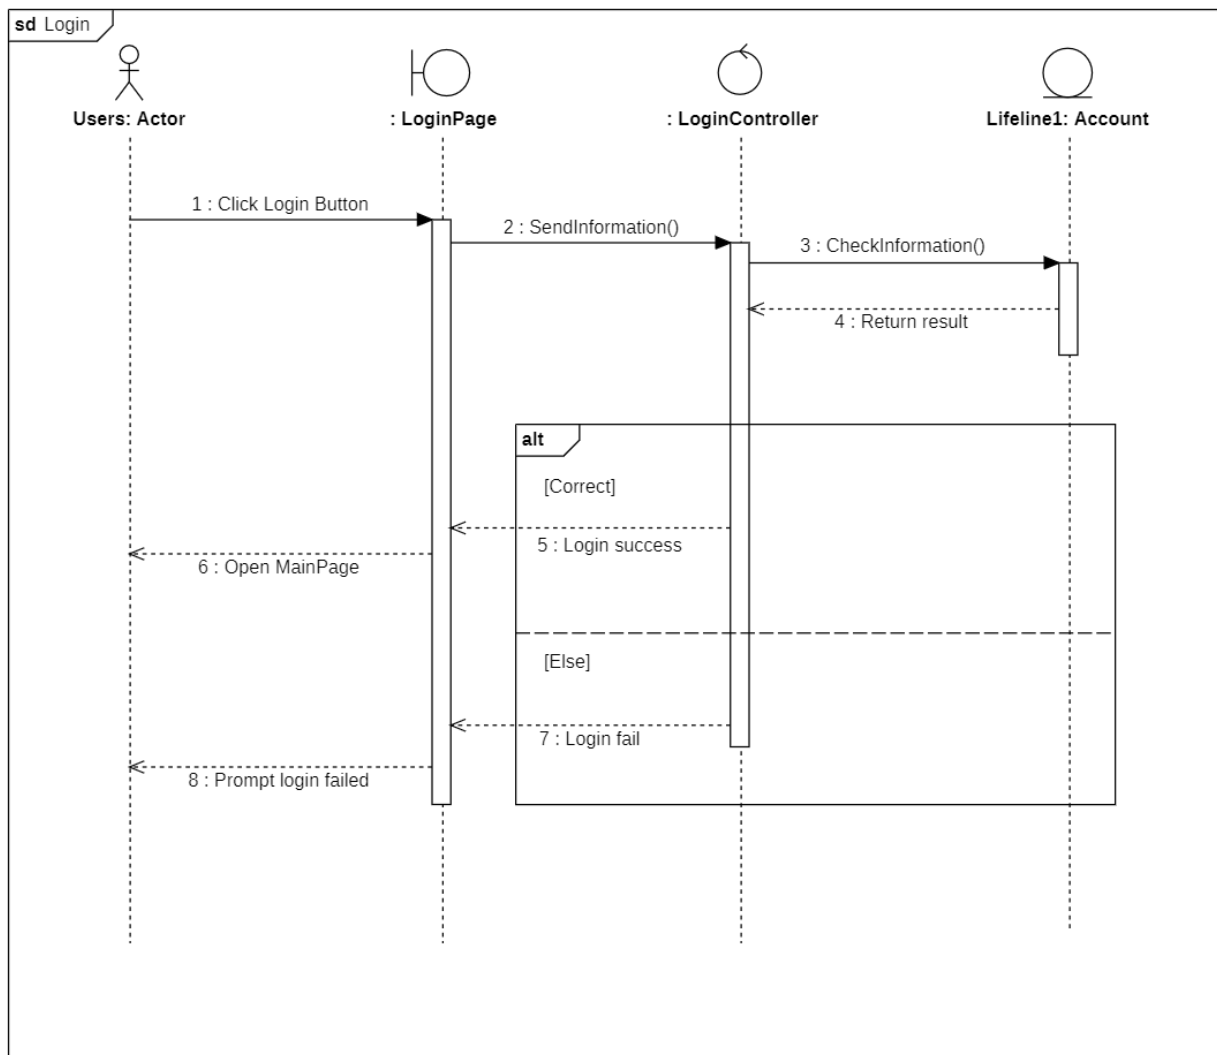 sd Login
Users: Actor
: LoginPage
: LoginController
Lifeline1: Account
1 : Click Login Button
2 : SendInformation()
3 : CheckInformation()
4 : Return result
alt
[Correct]
5 : Login success
6 : Open MainPage
[Else]
7 : Login fail
8 : Prompt login failed